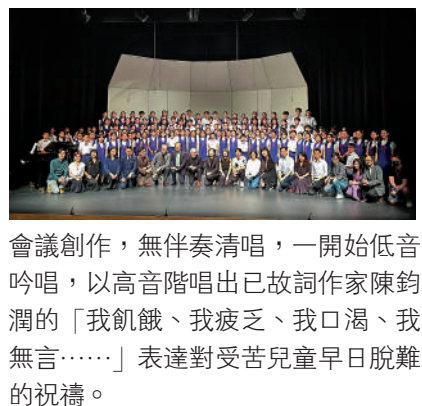 會議創作，無伴奏清唱，一開始低音
吟唱，以高音階唱出已故詞作家陳鈞
潤的「我飢餓、我疲乏、我口渴、我
無言……」表達對受苦兒童早日脫難
的祝禱。